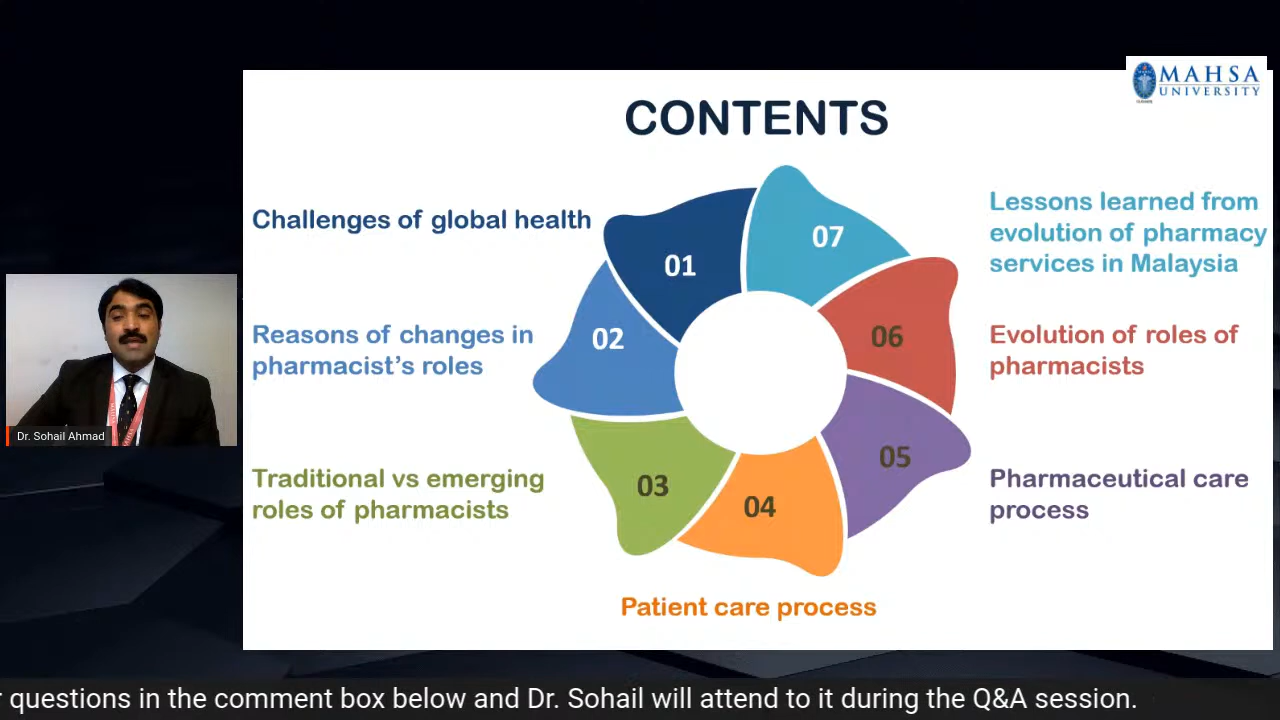 MAHSA
UNIVERSITY
CONTENTS
Challenges of global health
01
Reasons of changes in
pharmacist’s roles
02
Traditional vs emerging
roles of pharmacists
03
04
Patient care process
05
Pharmaceutical care
process
06
Evolution of roles of
pharmacists
07
Lessons learned from
evolution of pharmacy
services in Malaysia
Dr. Sohail Ahmad
questions in the comment box below and Dr. Sohail will attend to it during the Q&A session.